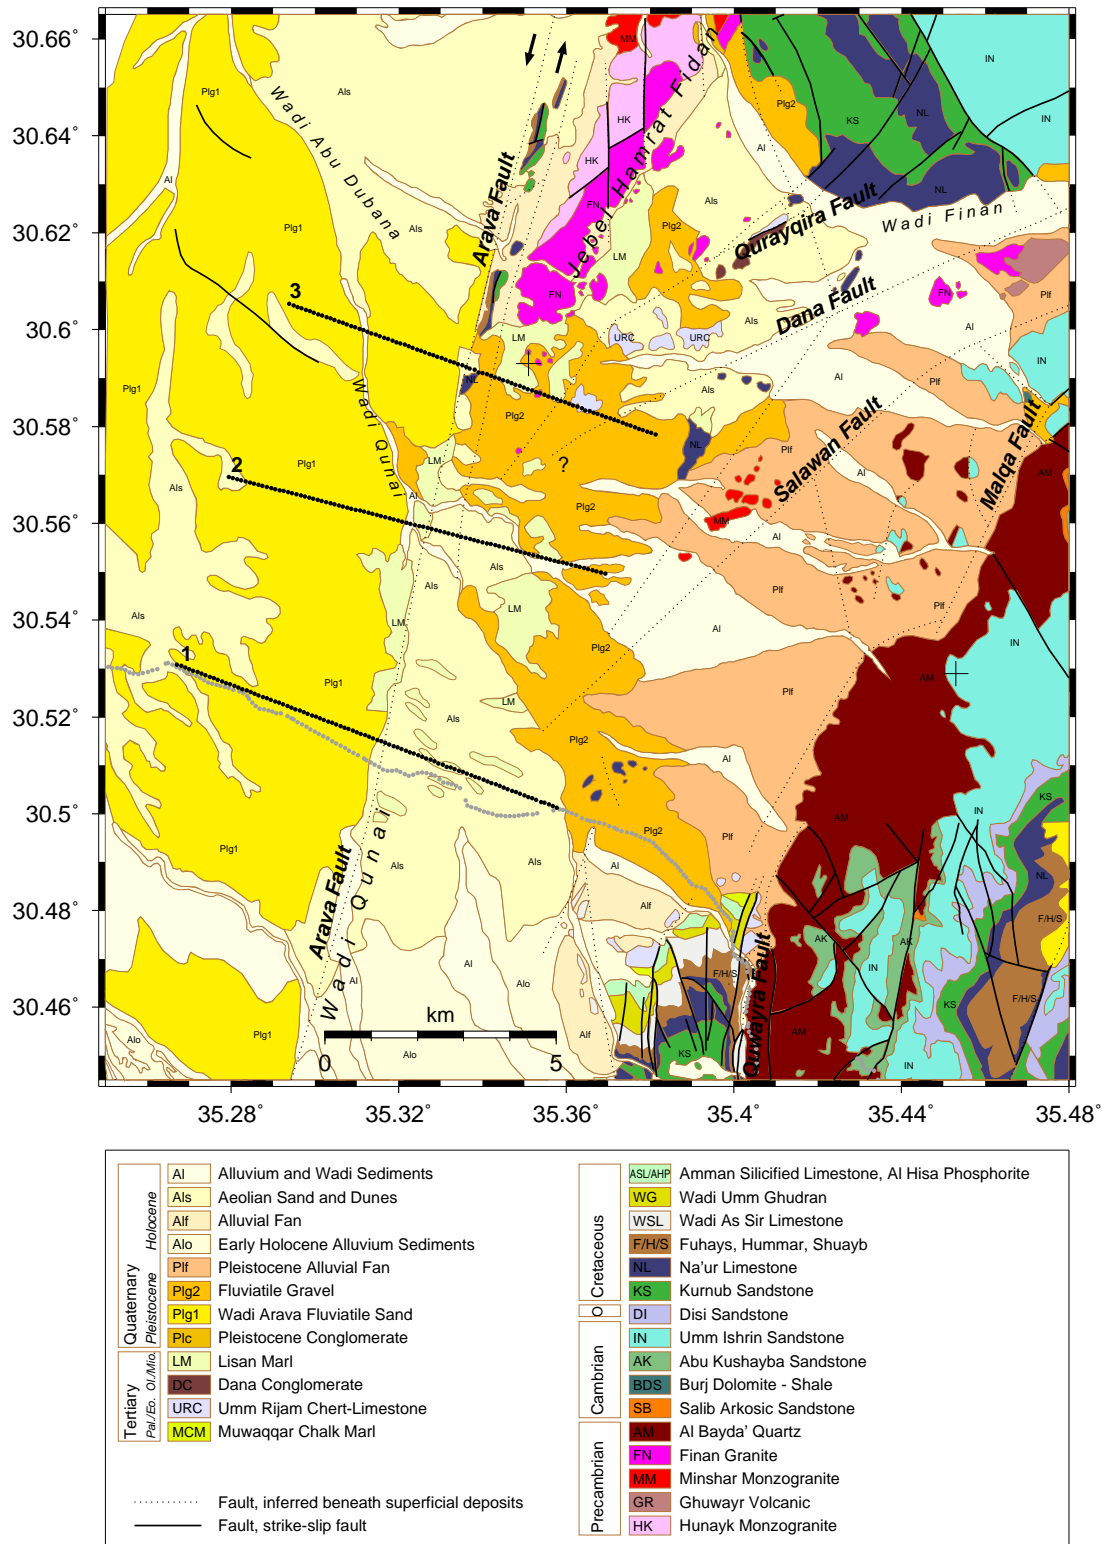 30.66°
30.64°
30.62°
30.6°
30.58°
30.56°
30.54°
30.52°
30.5°
30.48°
30.46°
35.28°
35.32°
35.36°
35.4°
35.44°
35.48°
Wadi Abu Dubana
Arava Fault
Jebel Hamrat Fidan
Qurayqira Fault
Wadi Finan
Dana Fault
Salawan Fault
Malqa Fault
Wadi Qunai
Arava Fault
Wadi Qunai
Quwayra Fault
3
2
1
?
Plg1
Als
Al
MM
HK
FN
Plg2
KS
NL
IN
LM
URC
Plf
AM
Alf
Alo
AK
F/H/S
km
0
5
Quaternary
Holocene
Pleistocene
Al Alluvium and Wadi Sediments
Als Aeolian Sand and Dunes
Alf Alluvial Fan
Alo Early Holocene Alluvium Sediments
Plf Pleistocene Alluvial Fan
Plg2 Fluviatile Gravel
Plg1 Wadi Arava Fluviatile Sand
Plc Pleistocene Conglomerate
Tertiary
Ol./Mio.
Pal./Eo.
LM Lisan Marl
DC Dana Conglomerate
URC Umm Rijam Chert-Limestone
MCM Muwaqqar Chalk Marl
Fault, inferred beneath superficial deposits
Fault, strike-slip fault
Cretaceous
ASL/AHP Amman Silicified Limestone, Al Hisa Phosphorite
WG Wadi Umm Ghudran
WSL Wadi As Sir Limestone
F/H/S Fuhays, Hummar, Shuayb
NL Na'ur Limestone
KS Kurnub Sandstone
O
DI Disi Sandstone
Cambrian
IN Umm Ishrin Sandstone
AK Abu Kushayba Sandstone
BDS Burj Dolomite - Shale
SB Salib Arkosic Sandstone
Precambrian
AM Al Bayda' Quartz
FN Finan Granite
MM Minshar Monzogranite
GR Ghuwayr Volcanic
HK Hunayk Monzogranite